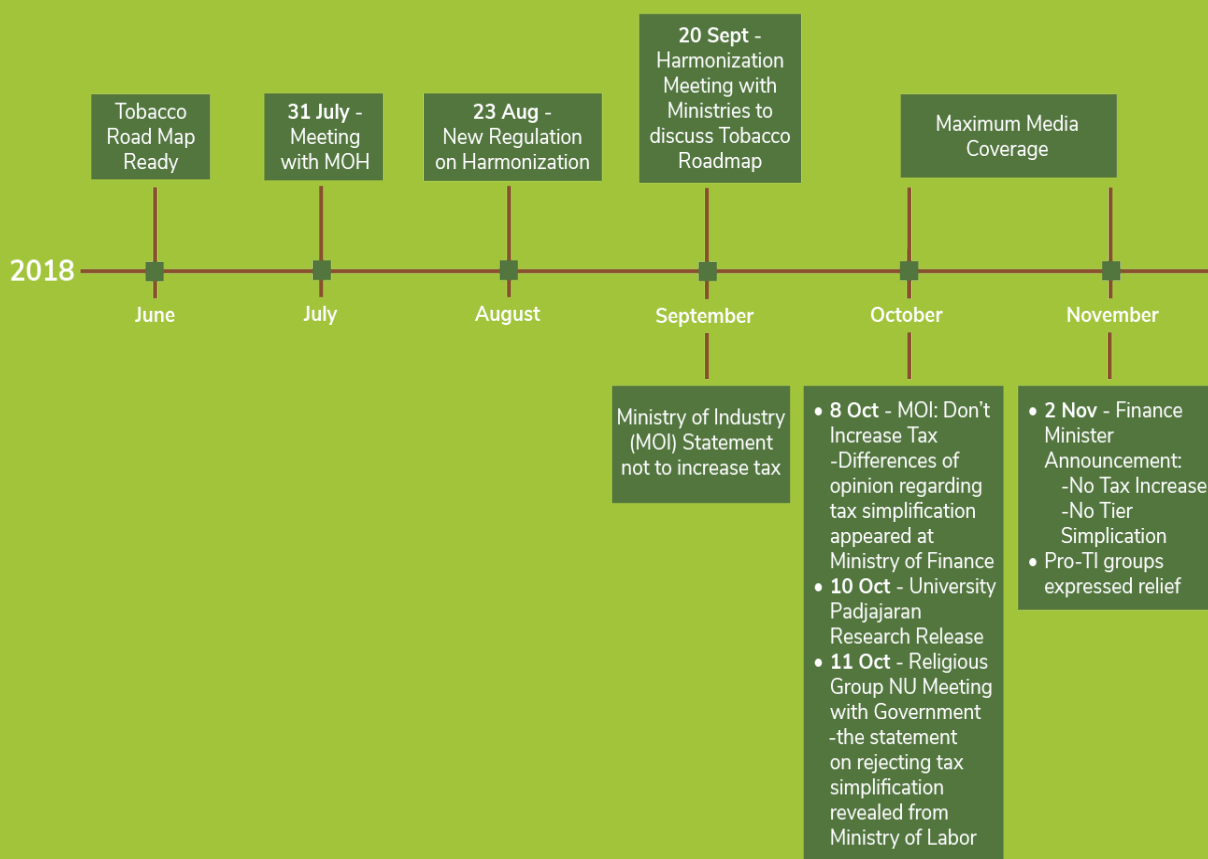 Tobacco
Road Map
Ready
31 July -
Meeting
with MOH
23 Aug -
New Regulation
on Harmonization
20 Sept -
Harmonization
Meeting with
Ministries to
discuss Tobacco
Roadmap
Maximum Media
Coverage
2018
June
July
August
September
October
November
Ministry of Industry
(MOI) Statement
not to increase tax
• 8 Oct - MOI: Don't
Increase Tax
-Differences of
opinion regarding
tax simplification
appeared at
Ministry of Finance
• 10 Oct - University
Padjajaran
Research Release
• 11 Oct - Religious
Group NU Meeting
with Government
-the statement
on rejecting tax
simplification
revealed from
Ministry of Labor
• 2 Nov - Finance
Minister
Announcement:
-No Tax Increase
-No Tier
Simplication
• Pro-TI groups
expressed relief